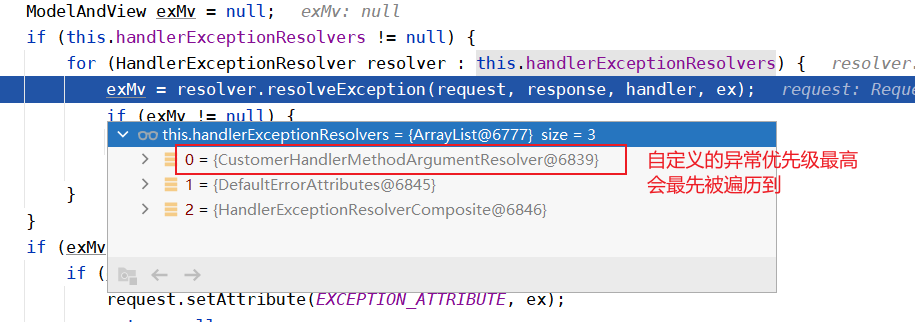 ModelAndView exMv = null;   exMv: null
if (this.handlerExceptionResolvers != null) {
for (HandlerExceptionResolver resolver : this.handlerExceptionResolvers) {   resolver:
exMv = resolver.resolveException(request, response, handler, ex);   request: Reque
if (exMv != null) {
this.handlerExceptionResolvers = {ArrayList@6777}  size = 3
0 = {CustomerHandlerMethodArgumentResolver@6839}
自定义的异常优先级最高
会最先被遍历到
1 = {DefaultErrorAttributes@6845}
2 = {HandlerExceptionResolverComposite@6846}
}
}
if (exMv
if (
request.setAttribute(EXCEPTION_ATTRIBUTE, ex);